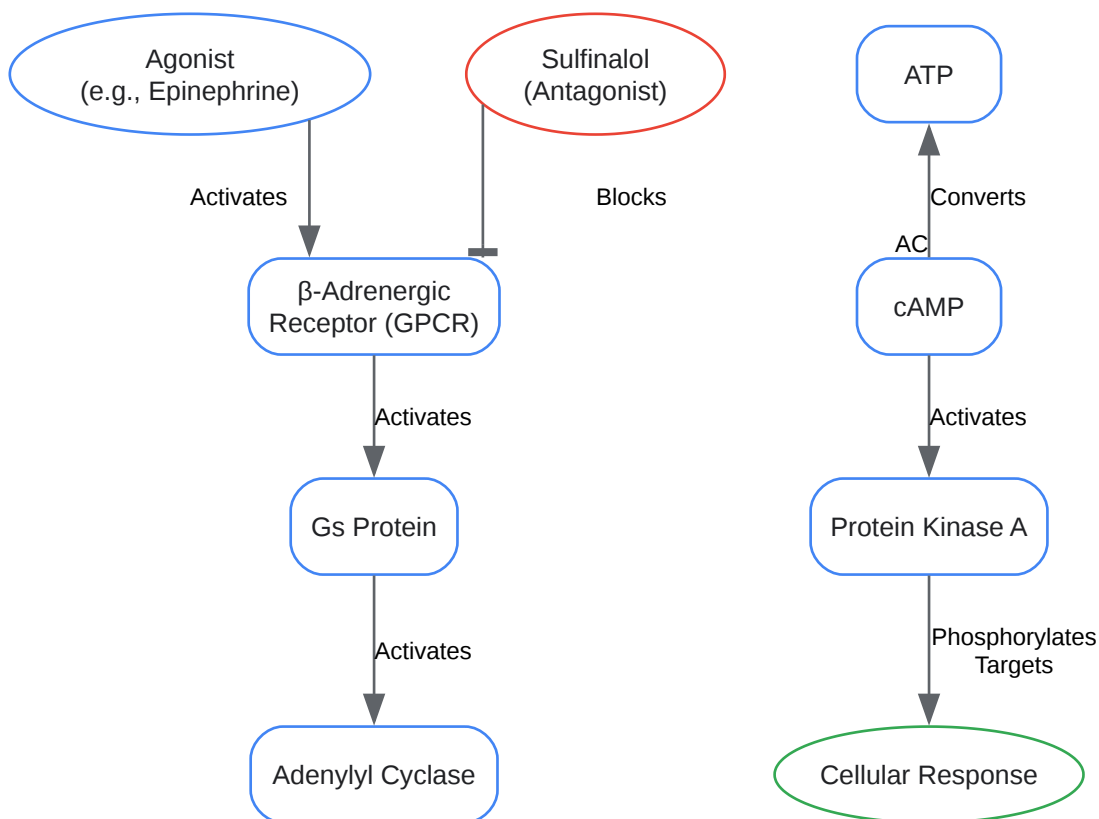 Agonist
(e.g., Epinephrine)
Sulfinalol
(Antagonist)
ATP
Activates
Blocks
Converts
AC
β-Adrenergic
Receptor (GPCR)
cAMP
Activates
Activates
Gs Protein
Protein Kinase A
Activates
Phosphorylates
Targets
Adenylyl Cyclase
Cellular Response